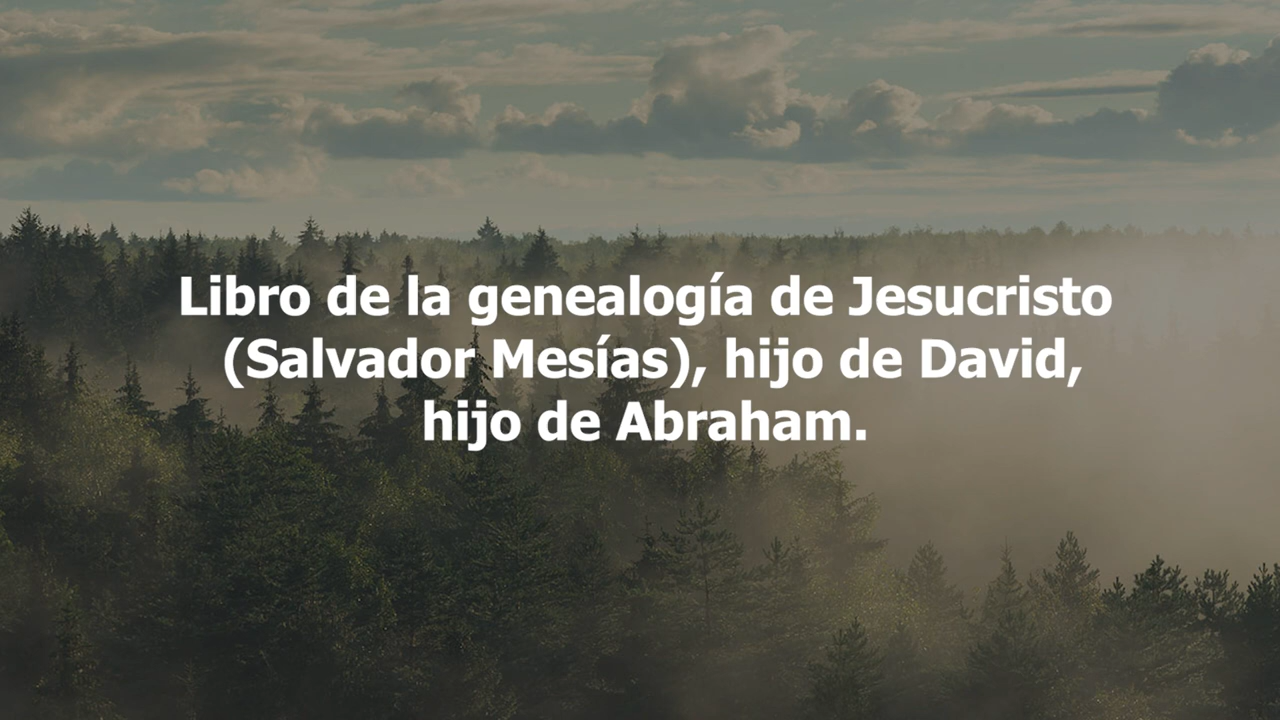 Libro de la genealogía de Jesucristo
(Salvador Mesías), hijo de David,
hijo de Abraham.